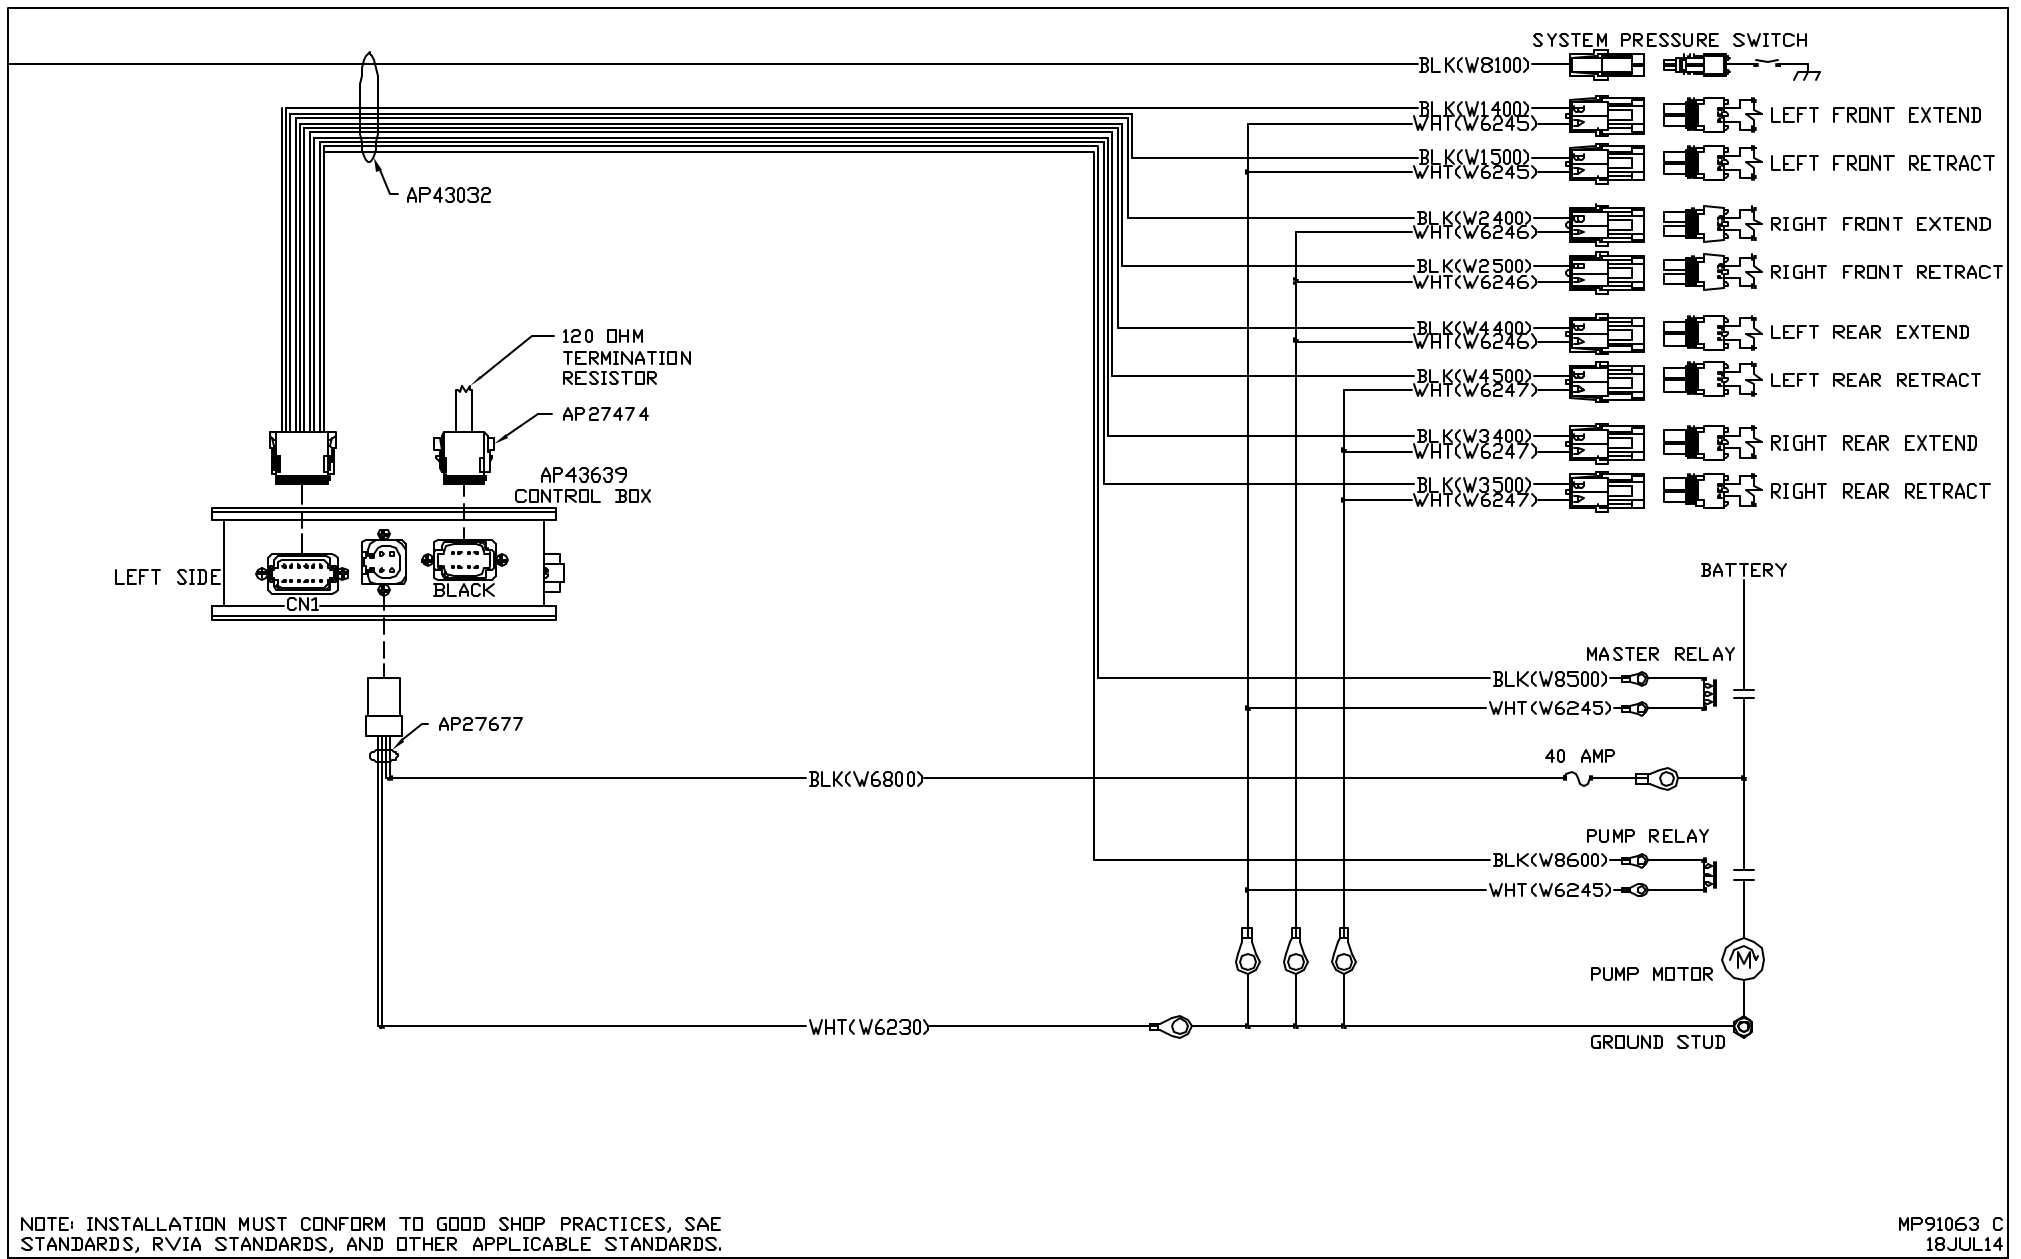 SYSTEM PRESSURE SWITCH
BLK(W8100)
BLK(W1400)
WHT(W6245)
LEFT FRONT EXTEND
BLK(W1500)
WHT(W6245)
LEFT FRONT RETRACT
AP43032
BLK(W2400)
WHT(W6246)
RIGHT FRONT EXTEND
BLK(W2500)
WHT(W6246)
RIGHT FRONT RETRACT
BLK(W4400)
WHT(W6246)
LEFT REAR EXTEND
120 OHM
TERMINATION
RESISTOR
BLK(W4500)
WHT(W6247)
LEFT REAR RETRACT
AP27474
BLK(W3400)
WHT(W6247)
RIGHT REAR EXTEND
AP43639
CONTROL BOX
BLK(W3500)
WHT(W6247)
RIGHT REAR RETRACT
LEFT SIDE
CN1
BLACK
BATTERY
MASTER RELAY
BLK(W8500)
WHT(W6245)
AP27677
40 AMP
BLK(W6800)
PUMP RELAY
BLK(W8600)
WHT(W6245)
M
PUMP MOTOR
WHT(W6230)
GROUND STUD
NOTE: INSTALLATION MUST CONFORM TO GOOD SHOP PRACTICES, SAE
STANDARDS, RVIA STANDARDS, AND OTHER APPLICABLE STANDARDS.
MP91063 C
18JUL14